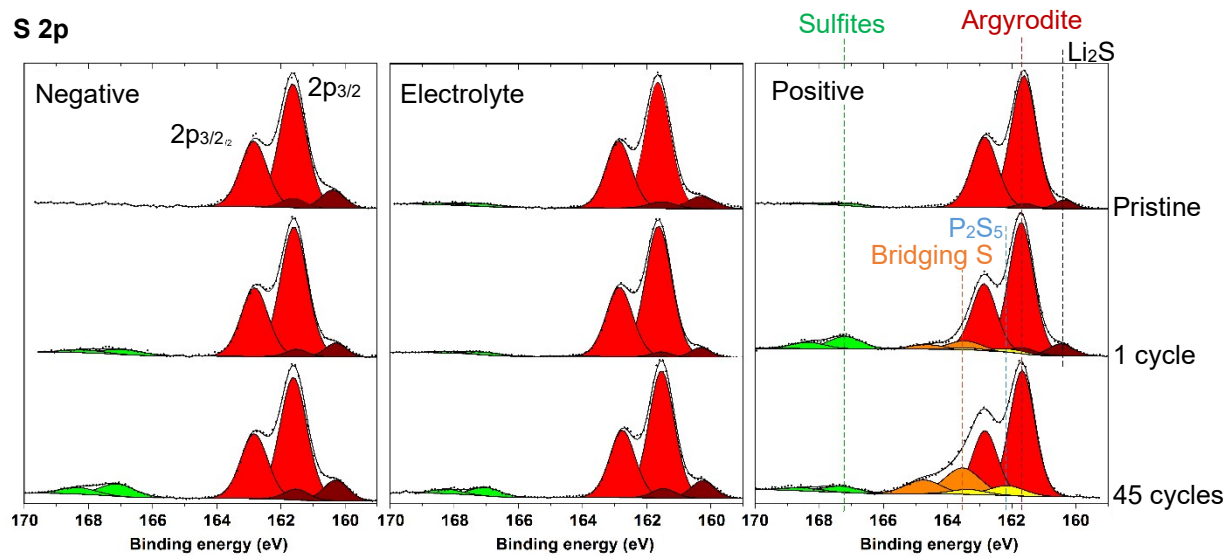 S 2p
Sulfites
Argyrodite
Li₂S
Negative
2p3/2
2p3/2/2
Electrolyte
Positive
Pristine
P₂S₅
Bridging S
1 cycle
45 cycles
170 168 166 164 162 160
170 168 166 164 162 160
170 168 166 164 162 160
Binding energy (eV)
Binding energy (eV)
Binding energy (eV)